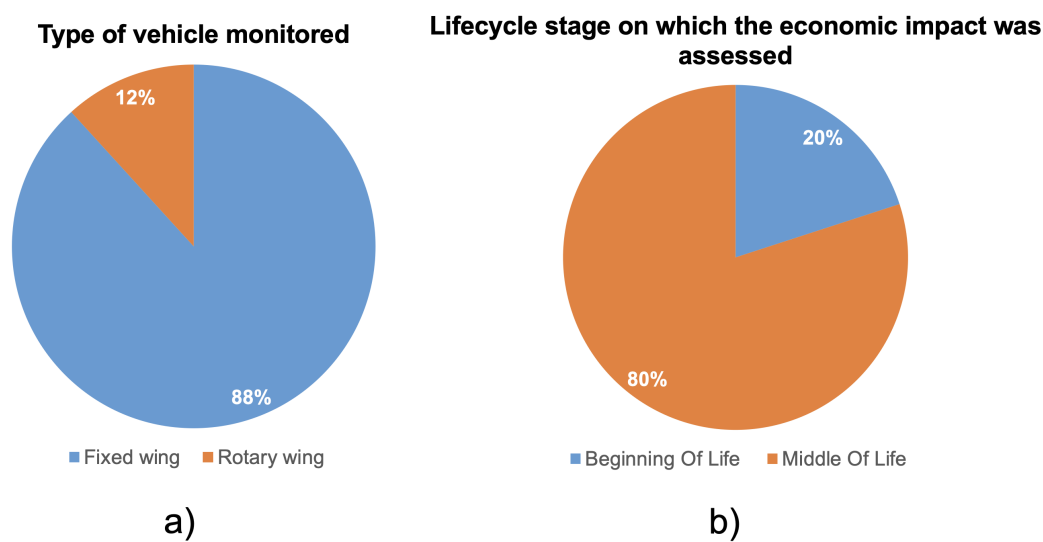 Type of vehicle monitored
12%
88%
Fixed wing Rotary wing
a)
Lifecycle stage on which the economic impact was
assessed
20%
80%
Beginning Of Life Middle Of Life
b)